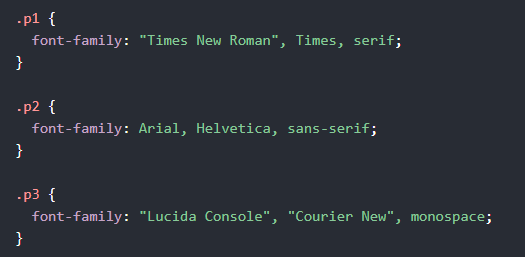 .p1 {
  font-family: "Times New Roman", Times, serif;
}
.p2 {
  font-family: Arial, Helvetica, sans-serif;
}
.p3 {
  font-family: "Lucida Console", "Courier New", monospace;
}